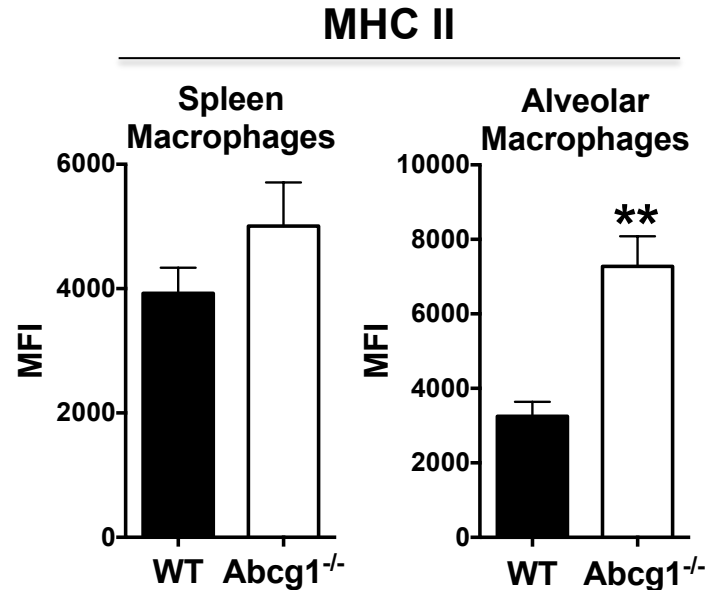 MHC II
Spleen
Macrophages
6000
4000
2000
0
MFI
WT Abcg1-/-
Alveolar
Macrophages
10000
8000
6000
4000
2000
0
MFI
**
WT Abcg1-/-